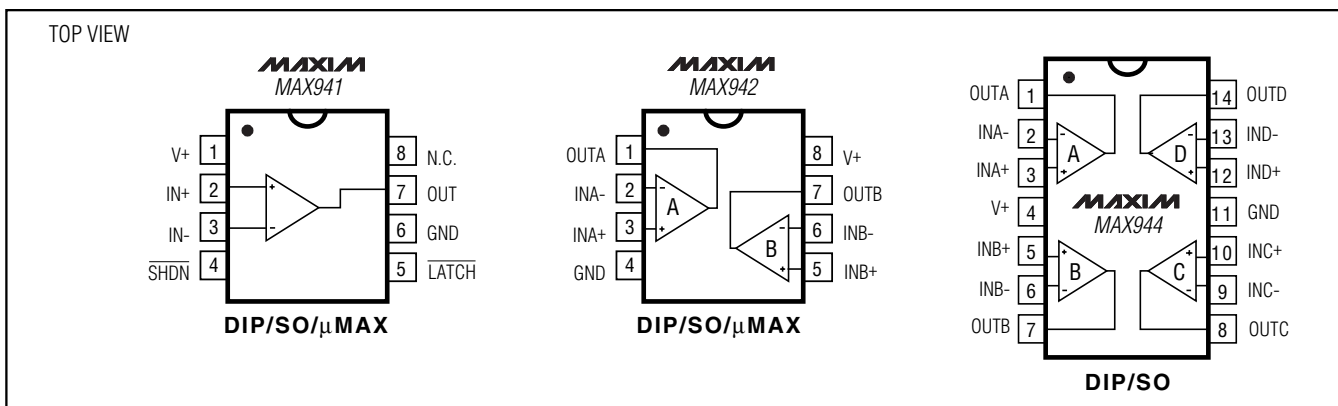 TOP VIEW
MAXIM
MAX941
V+ 1
IN+ 2
IN- 3
SHDN 4
8 N.C.
7 OUT
6 GND
5 LATCH
+
-
DIP/SO/µMAX
MAXIM
MAX942
OUTA 1
INA- 2
INA+ 3
GND 4
8 V+
7 OUTB
6 INB-
5 INB+
-
A
+
-
B
+
DIP/SO/µMAX
OUTA 1
INA- 2
INA+ 3
V+ 4
INB+ 5
INB- 6
OUTB 7
14 OUTD
13 IND-
12 IND+
11 GND
10 INC+
9 INC-
8 OUTC
-
A
+
-
D
+
MAXIM
MAX944
+
B
-
+
C
-
DIP/SO